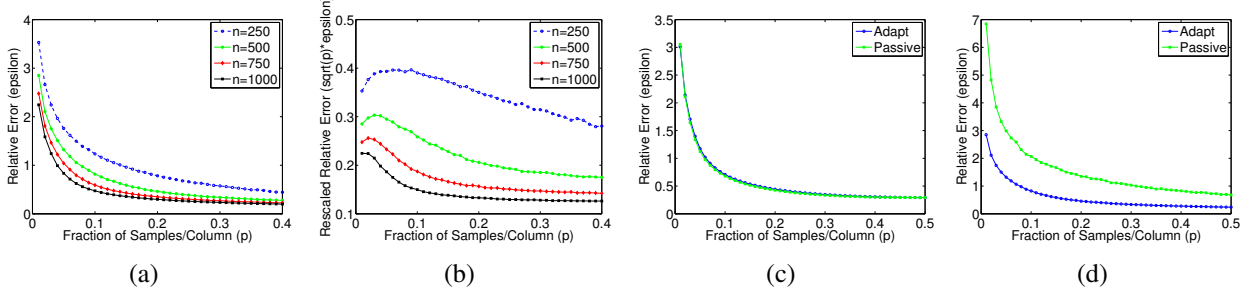 4
3
2
1
0
0
0.1
0.2
0.3
0.4
Relative Error (epsilon)
Fraction of Samples/Column (p)
n=250
n=500
n=750
n=1000
(a)
0.5
0.4
0.3
0.2
0.1
0
0.1
0.2
0.3
0.4
Rescaled Relative Error (sqrt(p)*epsilon
Fraction of Samples/Column (p)
n=250
n=500
n=750
n=1000
(b)
3.5
3
2.5
2
1.5
1
0.5
0
0
0.1
0.2
0.3
0.4
0.5
Relative Error (epsilon)
Fraction of Samples/Column (p)
Adapt
Passive
(c)
7
6
5
4
3
2
1
0
0
0.1
0.2
0.3
0.4
0.5
Relative Error (epsilon)
Fraction of Samples/Column (p)
Adapt
Passive
(d)